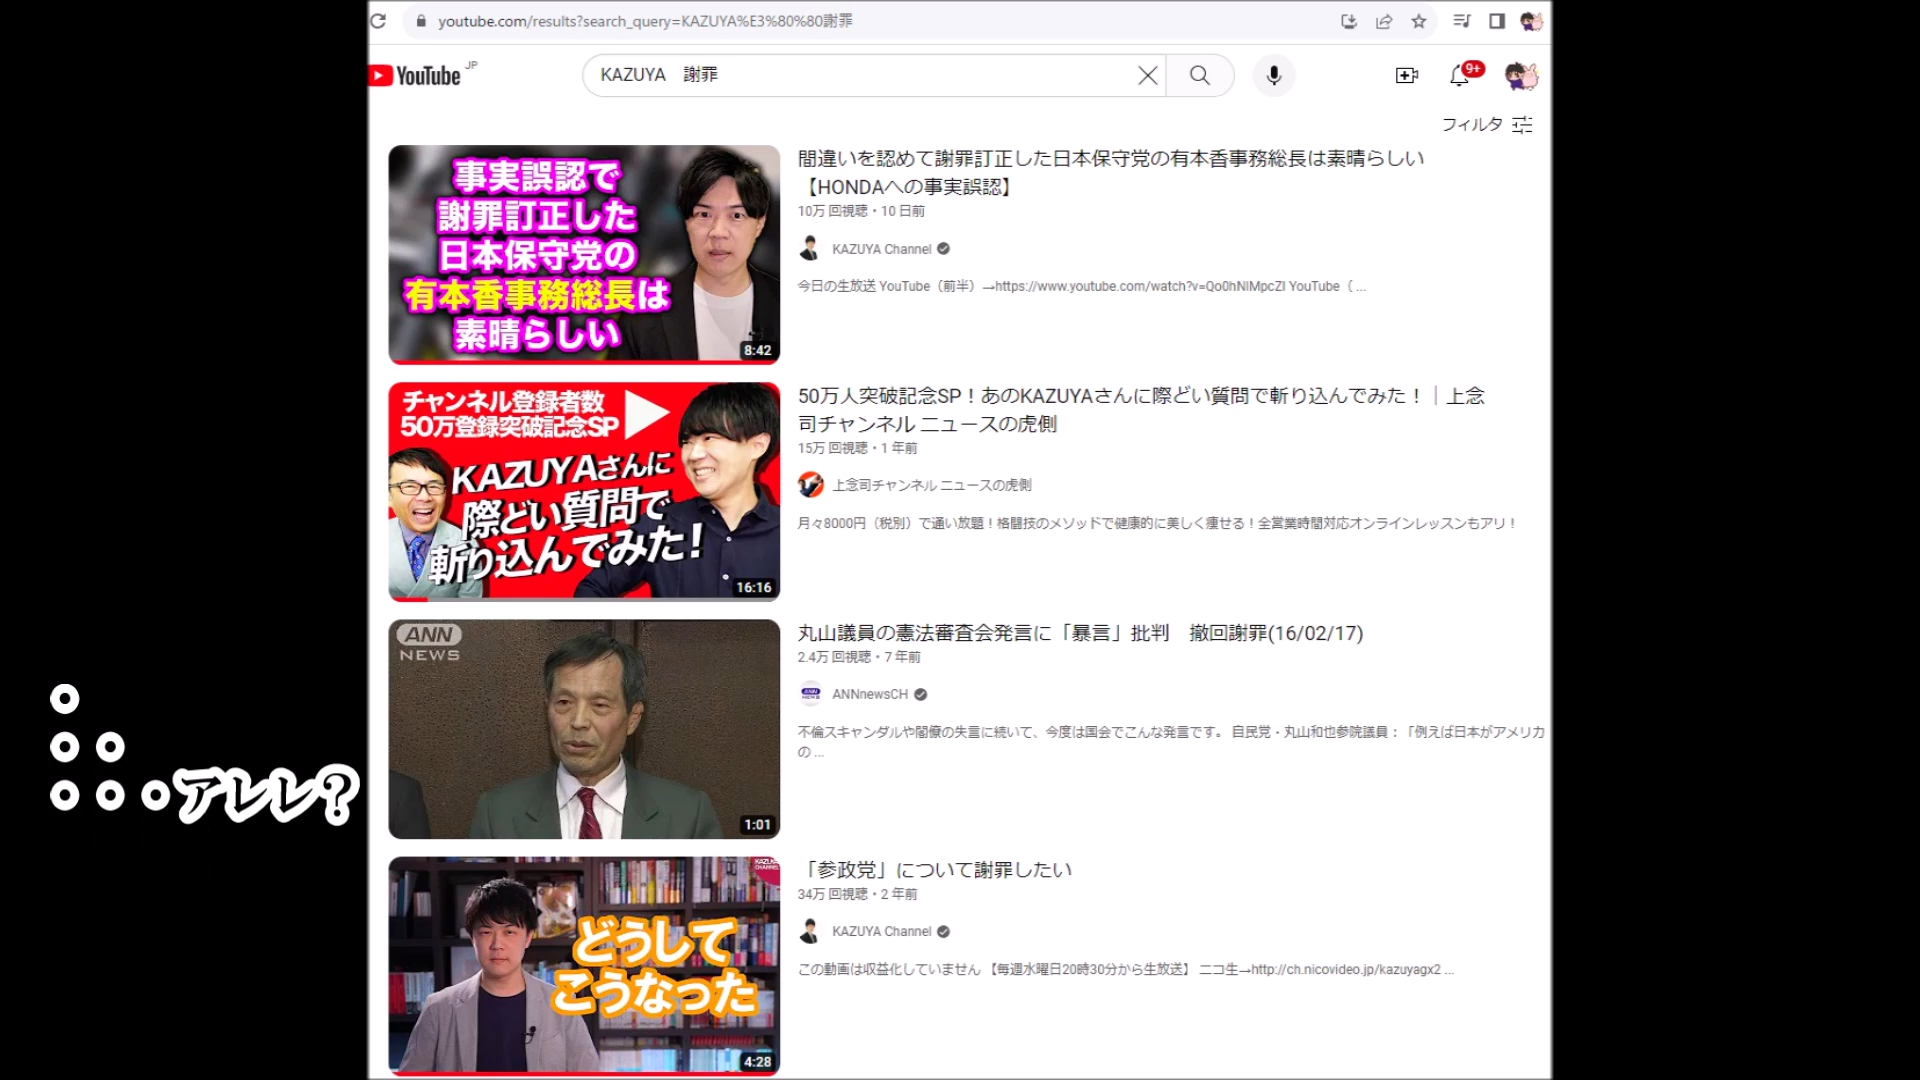 youtube.com/results?search_query=KAZUYA%E3%80%80謝罪
YouTube JP
KAZUYA　謝罪
9+
フィルタ
事実誤認で
謝罪訂正した
日本保守党の
有本香事務総長は
素晴らしい
8:42
間違いを認めて謝罪訂正した日本保守党の有本香事務総長は素晴らしい
【HONDAへの事実誤認】
10万 回視聴・10 日前
KAZUYA Channel
今日の生放送 YouTube（前半）→https://www.youtube.com/watch?v=Qo0hNlMpcZI YouTube（ ...
チャンネル登録者数
50万登録突破記念SP
KAZUYAさんに
際どい質問で
斬り込んでみた！
16:16
50万人突破記念SP！あのKAZUYAさんに際どい質問で斬り込んでみた！｜上念
司チャンネル ニュースの虎側
15万 回視聴・1 年前
上念司チャンネル ニュースの虎側
月々8000円（税別）で通い放題！格闘技のメソッドで健康的に美しく痩せる！全営業時間対応オンラインレッスンもアリ！
ANN
NEWS
1:01
丸山議員の憲法審査会発言に「暴言」批判　撤回謝罪(16/02/17)
2.4万 回視聴・7 年前
ANNnewsCH
不倫スキャンダルや閣僚の失言に続いて、今度は国会でこんな発言です。 自民党・丸山和也参院議員：「例えば日本がアメリカ
の ...
アレレ？
KAZUYA
CHANNEL
どうして
こうなった
4:28
「参政党」について謝罪したい
34万 回視聴・2 年前
KAZUYA Channel
この動画は収益化していません 【毎週水曜日20時30分から生放送】 ニコ生→http://ch.nicovideo.jp/kazuyagx2 ...